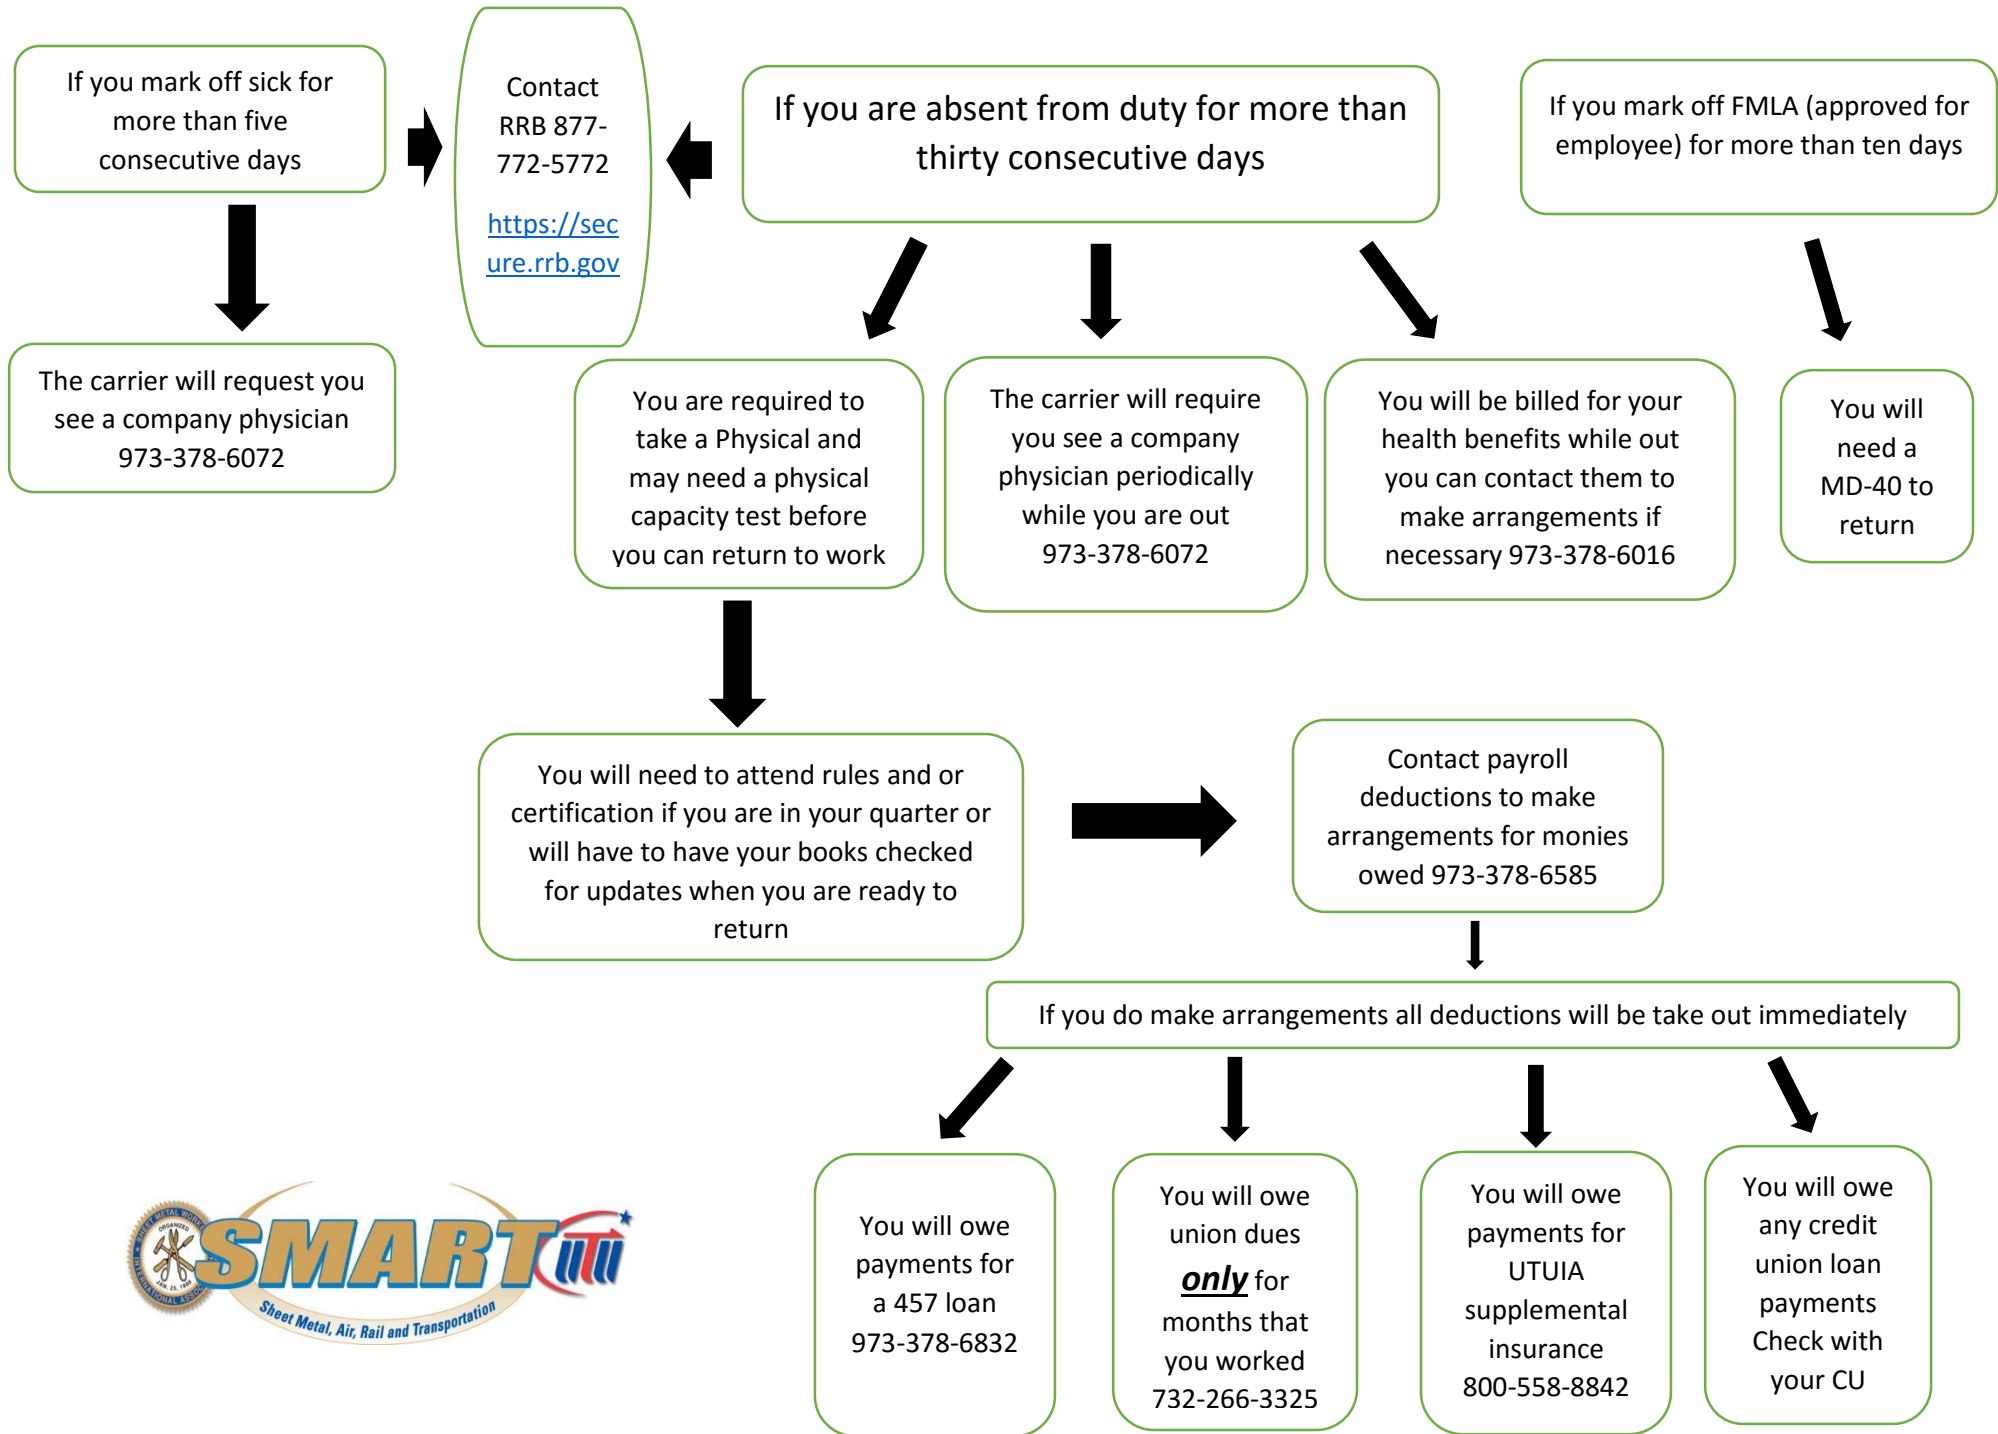 If you mark off sick for
more than five
consecutive days
Contact
RRB 877-
772-5772
https://sec
ure.rrb.gov
If you are absent from duty for more than
thirty consecutive days
If you mark off FMLA (approved for
employee) for more than ten days
The carrier will request you
see a company physician
973-378-6072
You are required to
take a Physical and
may need a physical
capacity test before
you can return to work
The carrier will require
you see a company
physician periodically
while you are out
973-378-6072
You will be billed for your
health benefits while out
you can contact them to
make arrangements if
necessary 973-378-6016
You will
need a
MD-40 to
return
You will need to attend rules and or
certification if you are in your quarter or
will have to have your books checked
for updates when you are ready to
return
Contact payroll
deductions to make
arrangements for monies
owed 973-378-6585
If you do make arrangements all deductions will be take out immediately
You will owe
payments for
a 457 loan
973-378-6832
You will owe
union dues
only for
months that
you worked
732-266-3325
You will owe
payments for
UTUIA
supplemental
insurance
800-558-8842
You will owe
any credit
union loan
payments
Check with
your CU
ORGANIZED
JAN. 25, 1888
SMART
UTU
Sheet Metal, Air, Rail and Transportation